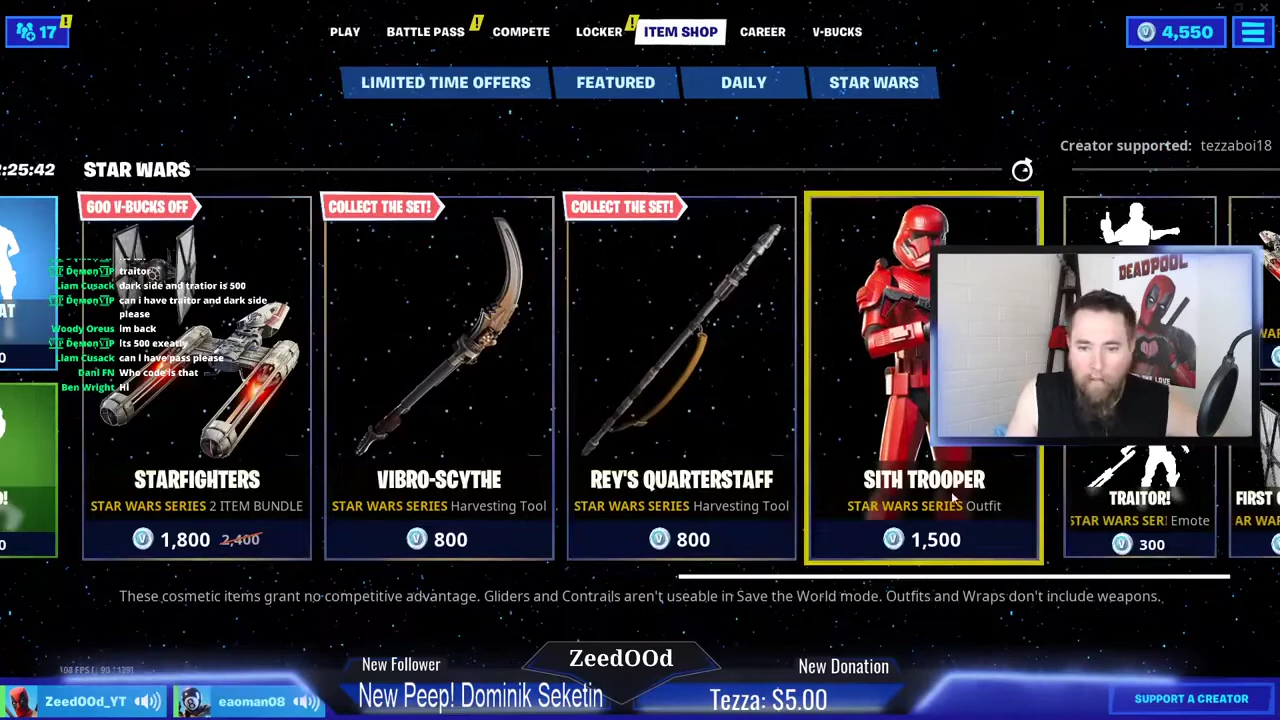 17
PLAY BATTLE PASS COMPETE LOCKER ITEM SHOP CAREER V-BUCKS
4,550
LIMITED TIME OFFERS FEATURED DAILY STAR WARS
Creator supported: tezzaboi18
:25:42 STAR WARS
600 V-BUCKS OFF COLLECT THE SET! COLLECT THE SET!
DEADPOOL
traitor
Liam Cusack dark side and tratior is 500
can i have traitor and dark side
please
Woody Oreus im back
its 500 exeatly
Liam Cusack can i have pass please
Dani FN Who code is that
Ben Wright Hi
STARFIGHTERS VIBRO-SCYTHE REY'S QUARTERSTAFF SITH TROOPER
STAR WARS SERIES 2 ITEM BUNDLE STAR WARS SERIES Harvesting Tool STAR WARS SERIES Harvesting Tool STAR WARS SERIES Outfit
1,800 2,400 800 800 1,500
TRAITOR! FIRST
STAR WARS SERI Emote
300
These cosmetic items grant no competitive advantage. Gliders and Contrails aren't useable in Save the World mode. Outfits and Wraps don't include weapons.
New Follower ZeedOOd New Donation
ZeedOOd_YT eaoman08 New Peep! Dominik Seketin Tezza: $5.00 SUPPORT A CREATOR